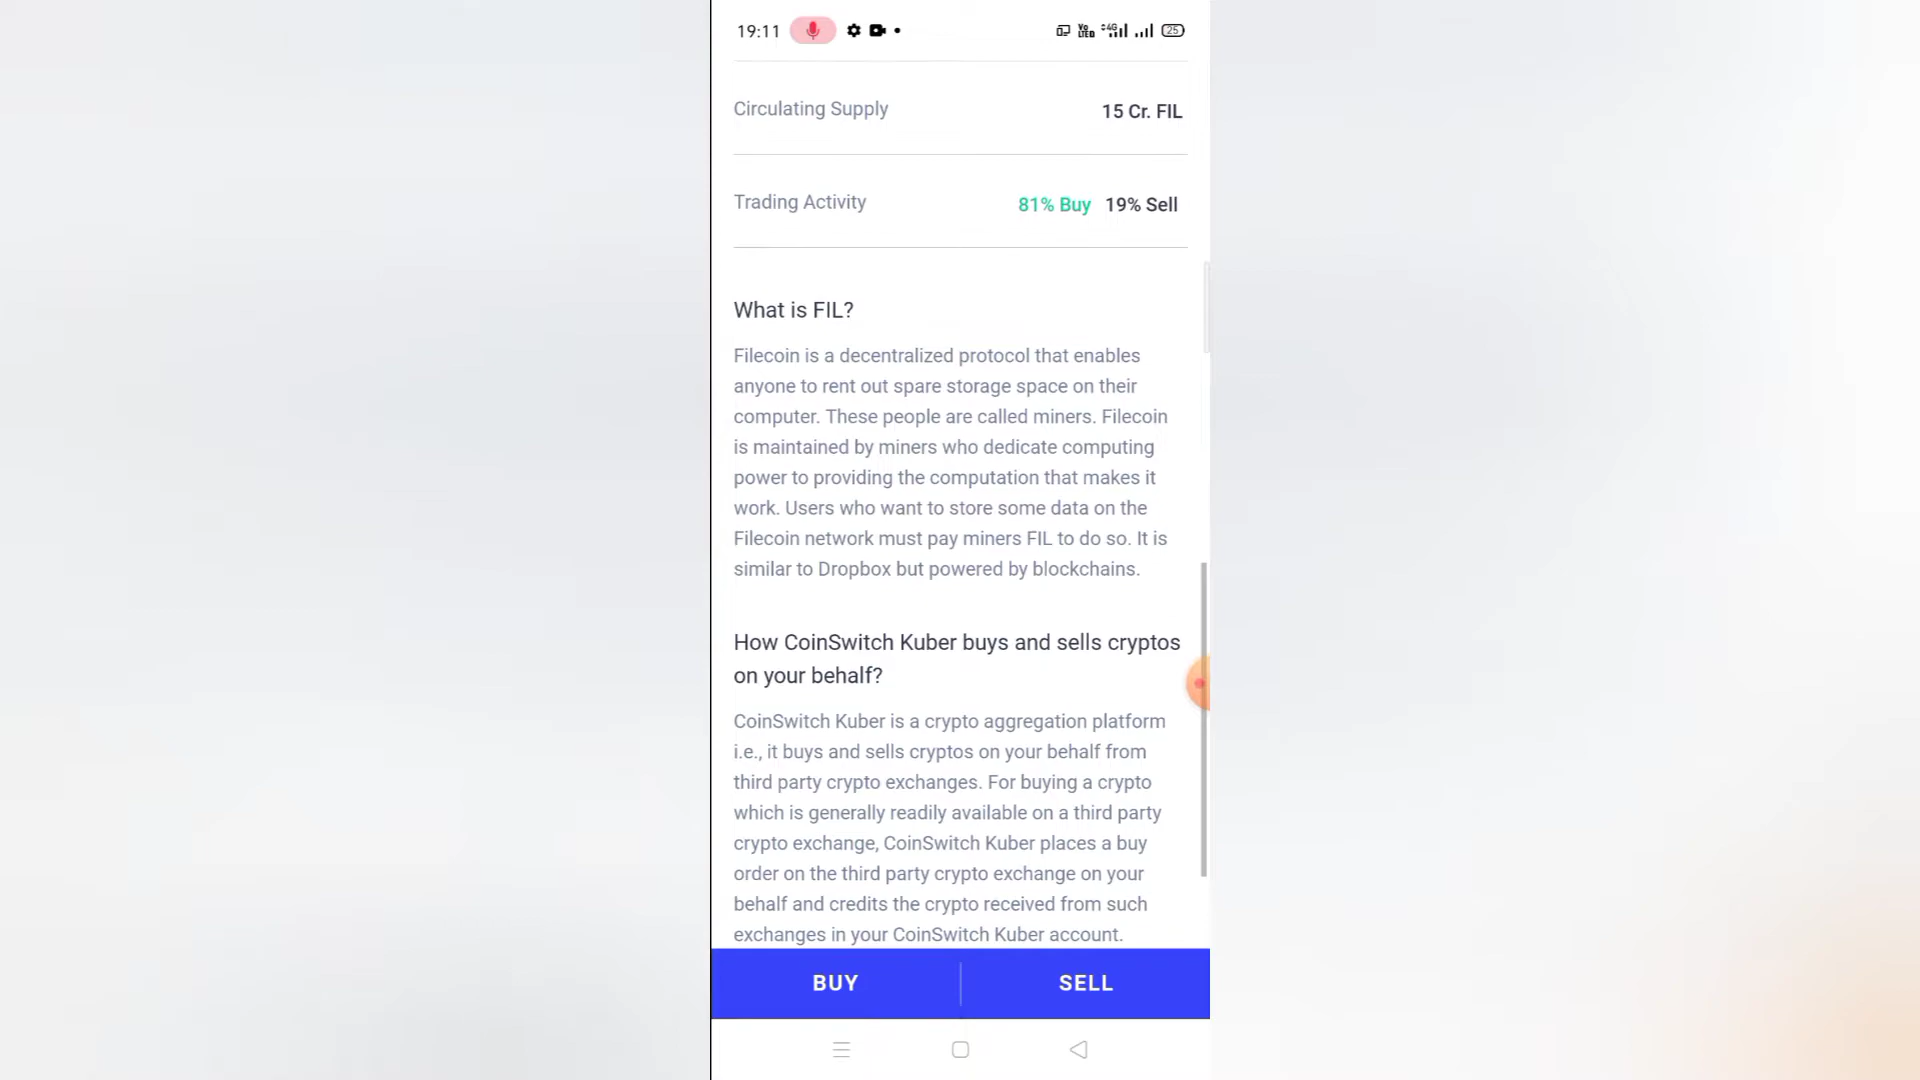 19:11 Vo LTED 4G 25
Circulating Supply 15 Cr. FIL
Trading Activity 81% Buy 19% Sell
What is FIL?
Filecoin is a decentralized protocol that enables
anyone to rent out spare storage space on their
computer. These people are called miners. Filecoin
is maintained by miners who dedicate computing
power to providing the computation that makes it
work. Users who want to store some data on the
Filecoin network must pay miners FIL to do so. It is
similar to Dropbox but powered by blockchains.
How CoinSwitch Kuber buys and sells cryptos
on your behalf?
CoinSwitch Kuber is a crypto aggregation platform
i.e., it buys and sells cryptos on your behalf from
third party crypto exchanges. For buying a crypto
which is generally readily available on a third party
crypto exchange, CoinSwitch Kuber places a buy
order on the third party crypto exchange on your
behalf and credits the crypto received from such
exchanges in your CoinSwitch Kuber account.
BUY SELL